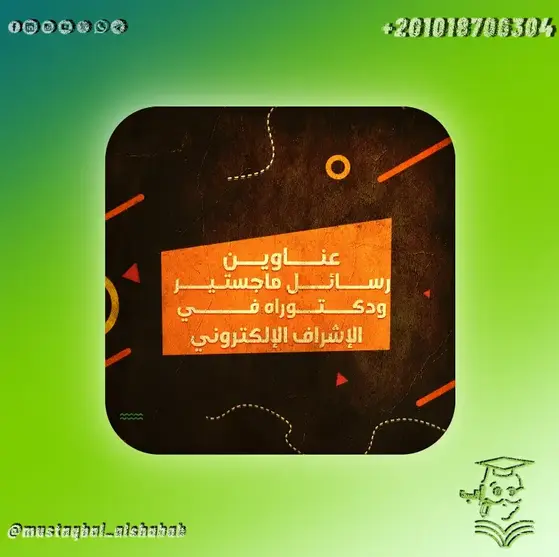 +201018706304
عناوين
رسائل ماجستير
ودكتوراه في
الإشراف الإلكتروني
@mustaqbal_alshabab